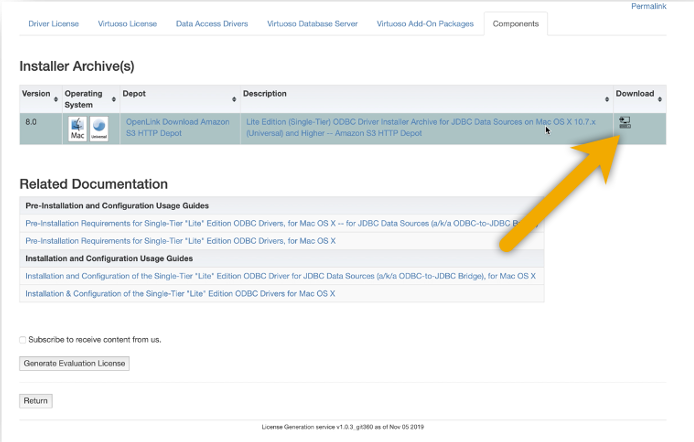 Permalink
Driver License
Virtuoso License
Data Access Drivers
Virtuoso Database Server
Virtuoso Add-On Packages
Components
Installer Archive(s)
Version
Operating
System
Depot
Description
Download
8.0
Mac
Universal
OpenLink Download Amazon
S3 HTTP Depot
Lite Edition (Single-Tier) ODBC Driver Installer Archive for JDBC Data Sources on Mac OS X 10.7.x
(Universal) and Higher -- Amazon S3 HTTP Depot
Related Documentation
Pre-Installation and Configuration Usage Guides
Pre-Installation Requirements for Single-Tier "Lite" Edition ODBC Drivers, for Mac OS X -- for JDBC Data Sources (a/k/a ODBC-to-JDBC
Pre-Installation Requirements for Single-Tier "Lite" Edition ODBC Drivers, for Mac OS X
Installation and Configuration Usage Guides
Installation and Configuration of the Single-Tier "Lite" Edition ODBC Driver for JDBC Data Sources (a/k/a ODBC-to-JDBC Bridge), for Mac OS X
Installation & Configuration of the Single-Tier "Lite" Edition ODBC Drivers for Mac OS X
Subscribe to receive content from us.
Generate Evaluation License
Return
License Generation service v1.0.3_git360 as of Nov 05 2019